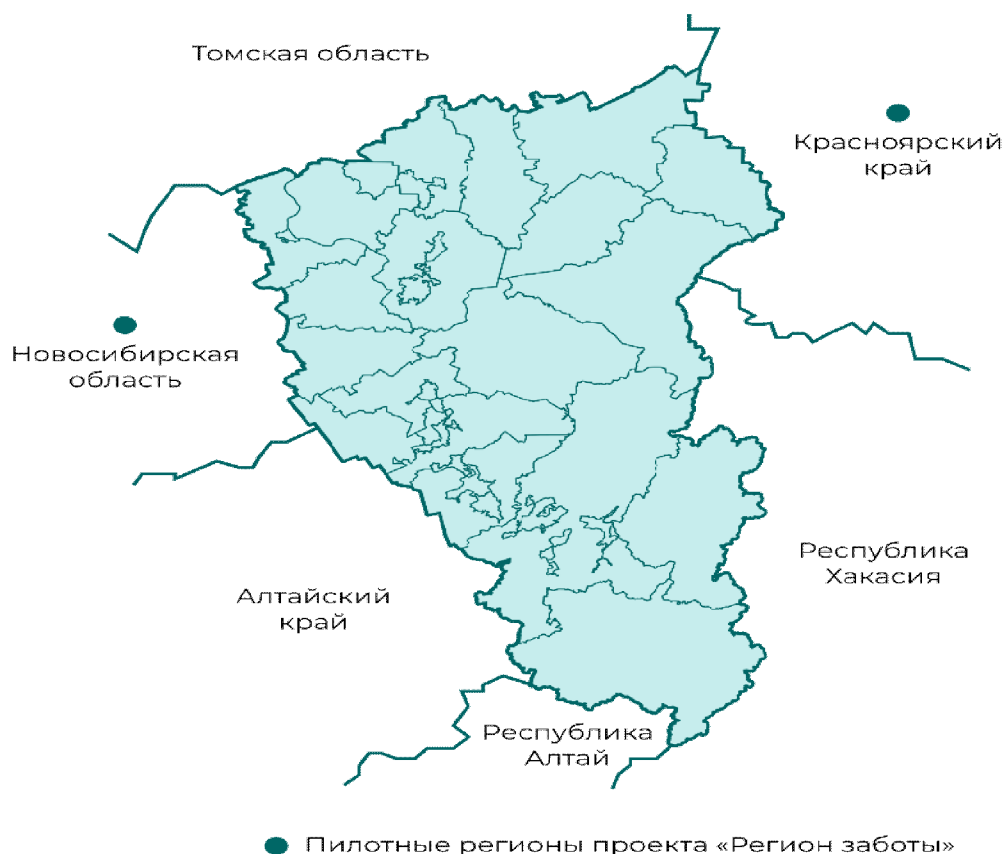 Томская область
Красноярский
край
Новосибирская
область
Республика
Хакасия
Алтайский
край
Республика
Алтай
Пилотные регионы проекта «Регион заботы»